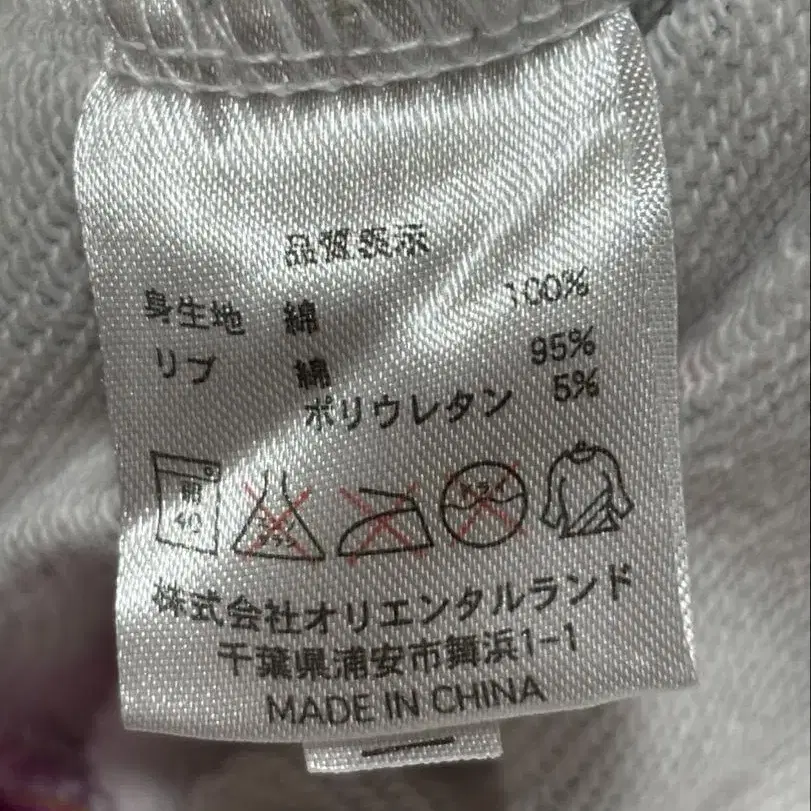 品質表示
身生地 綿 100%
リブ 綿 95%
ポリウレタン 5%
40
株式会社オリエンタルランド
千葉県浦安市舞浜1-1
MADE IN CHINA